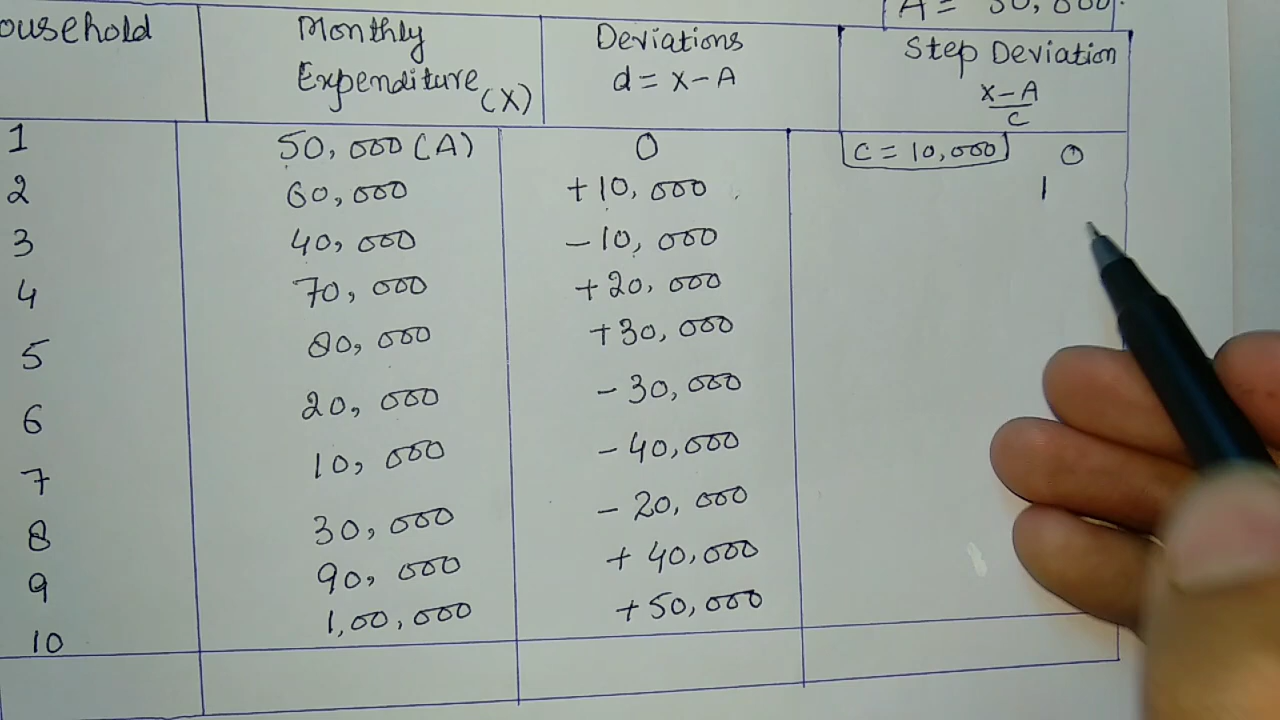 A = 50,000
ousehold
Monthly
Expenditure (X)
Deviations
d = X-A
Step Deviation
X-A
C
1 50,000 (A) 0 C = 10,000 0
2 60,000 +10,000 1
3 40,000 -10,000
4 70,000 +20,000
5 80,000 +30,000
6 20,000 -30,000
7 10,000 -40,000
8 30,000 -20,000
9 90,000 +40,000
10 1,00,000 +50,000